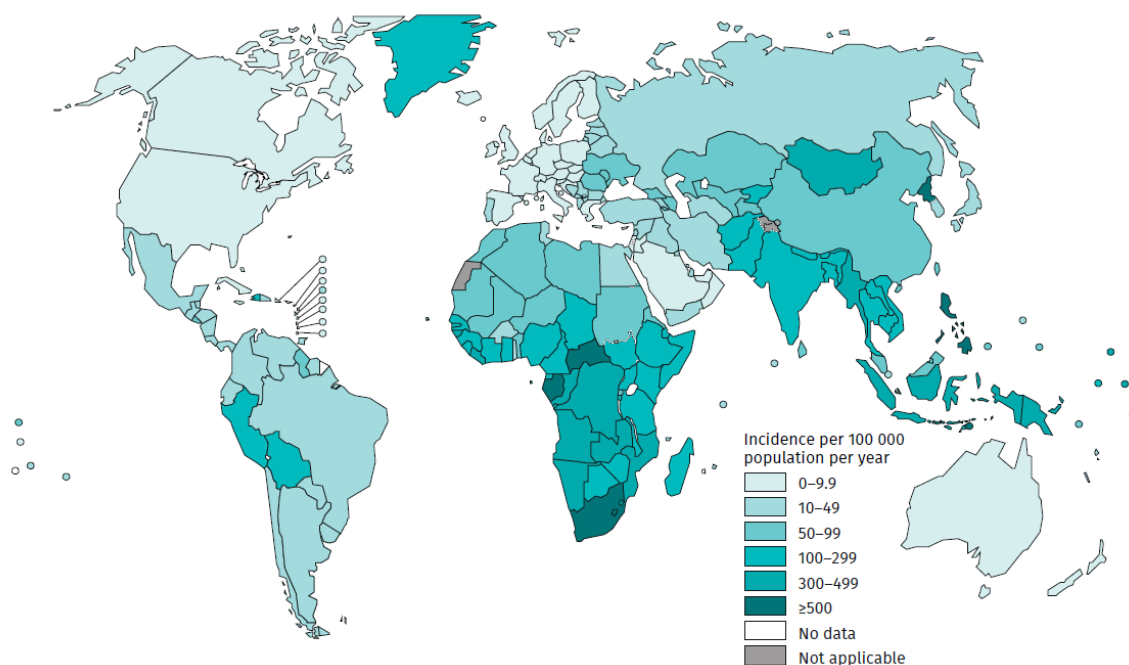 Incidence per 100 000
population per year
0–9.9
10–49
50–99
100–299
300–499
≥500
No data
Not applicable